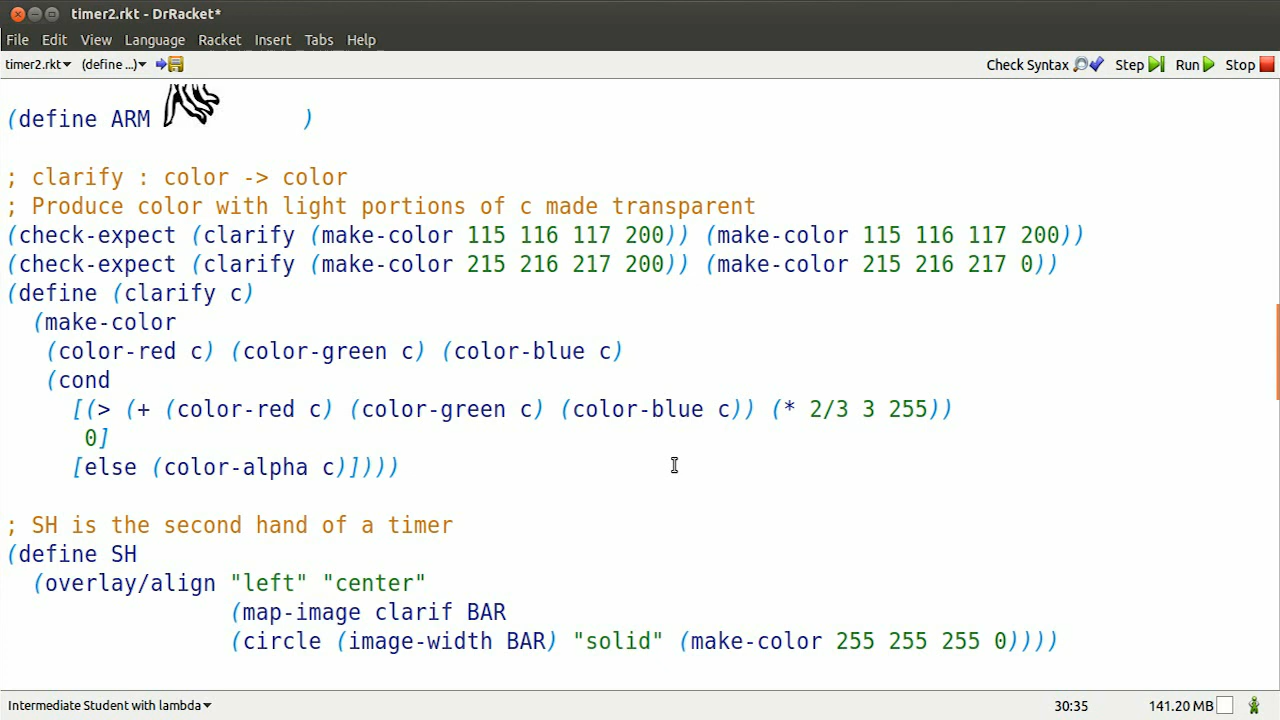 timer2.rkt - DrRacket*
File Edit View Language Racket Insert Tabs Help
timer2.rkt▾ (define ...)▾ Check Syntax Step Run Stop
(define ARM )
; clarify : color -> color
; Produce color with light portions of c made transparent
(check-expect (clarify (make-color 115 116 117 200)) (make-color 115 116 117 200))
(check-expect (clarify (make-color 215 216 217 200)) (make-color 215 216 217 0))
(define (clarify c)
(make-color
(color-red c) (color-green c) (color-blue c)
(cond
[(> (+ (color-red c) (color-green c) (color-blue c)) (* 2/3 3 255))
0]
[else (color-alpha c)])))
; SH is the second hand of a timer
(define SH
(overlay/align "left" "center"
(map-image clarif BAR
(circle (image-width BAR) "solid" (make-color 255 255 255 0))))
Intermediate Student with lambda▾ 30:35 141.20 MB